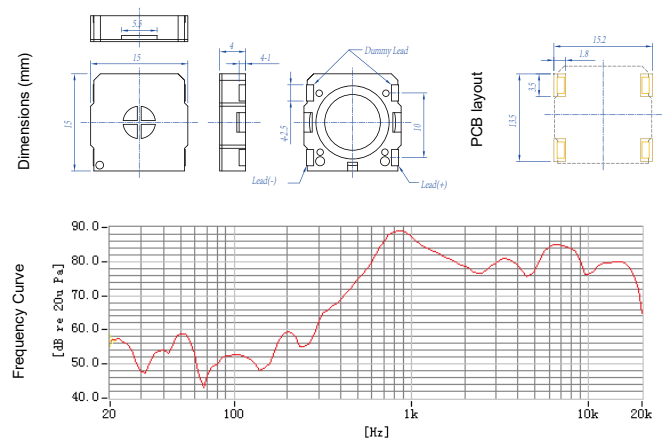 Dimensions (mm)
5.5
15
15
4
4-1
Dummy Lead
4-2.5
10
Lead(-)
Lead(+)
PCB layout
15.2
1.8
3.5
13.5
Frequency Curve
[dB re 20u Pa]
90.0
80.0
70.0
60.0
50.0
40.0
20 100 1k 10k 20k
[Hz]